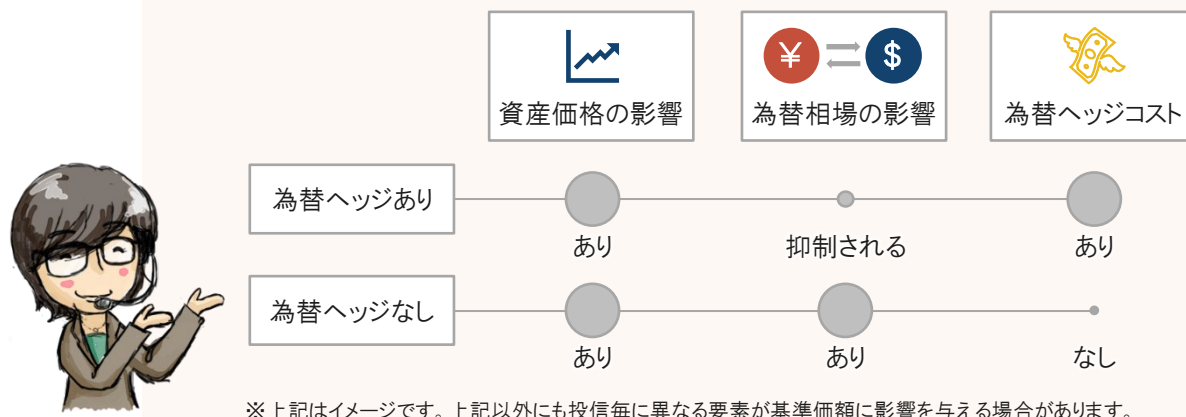 ¥ $
資産価格の影響 為替相場の影響 為替ヘッジコスト
為替ヘッジあり
あり 抑制される あり
為替ヘッジなし
あり あり なし
※上記はイメージです。上記以外にも投信毎に異なる要素が基準価額に影響を与える場合があります。